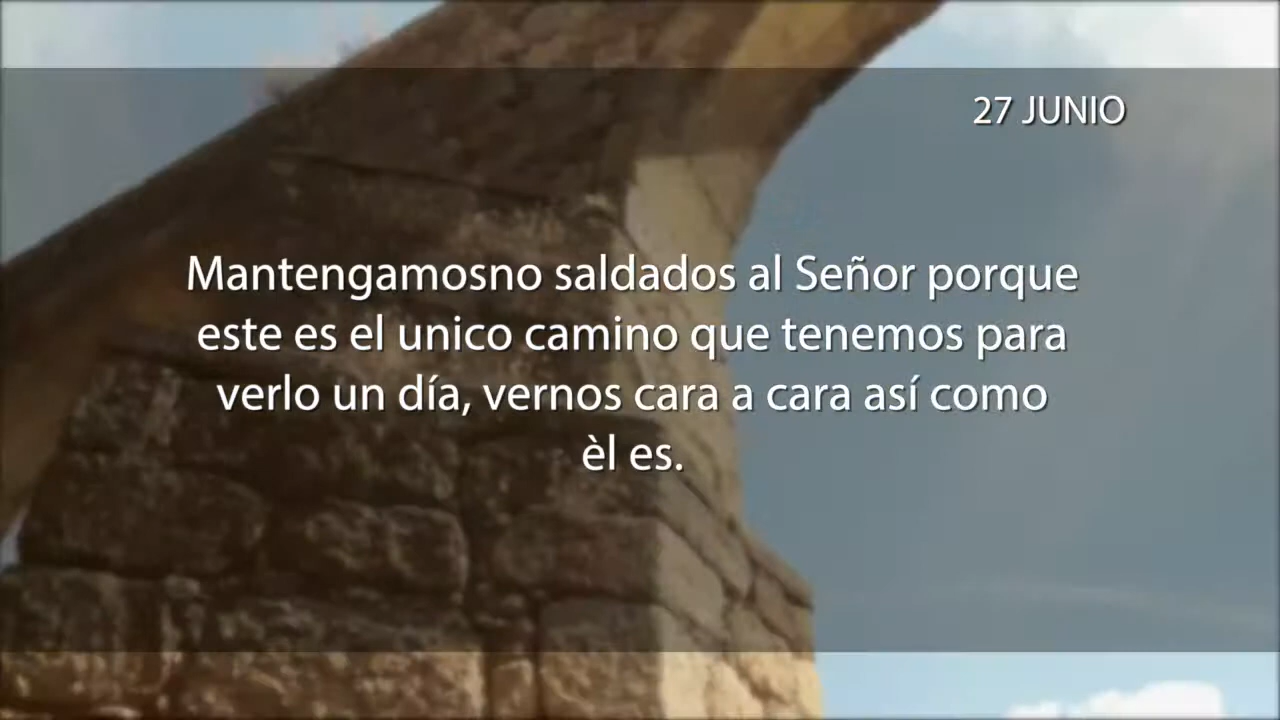 27 JUNIO
Mantengamosno saldados al Señor porque
este es el unico camino que tenemos para
verlo un día, vernos cara a cara así como
èl es.